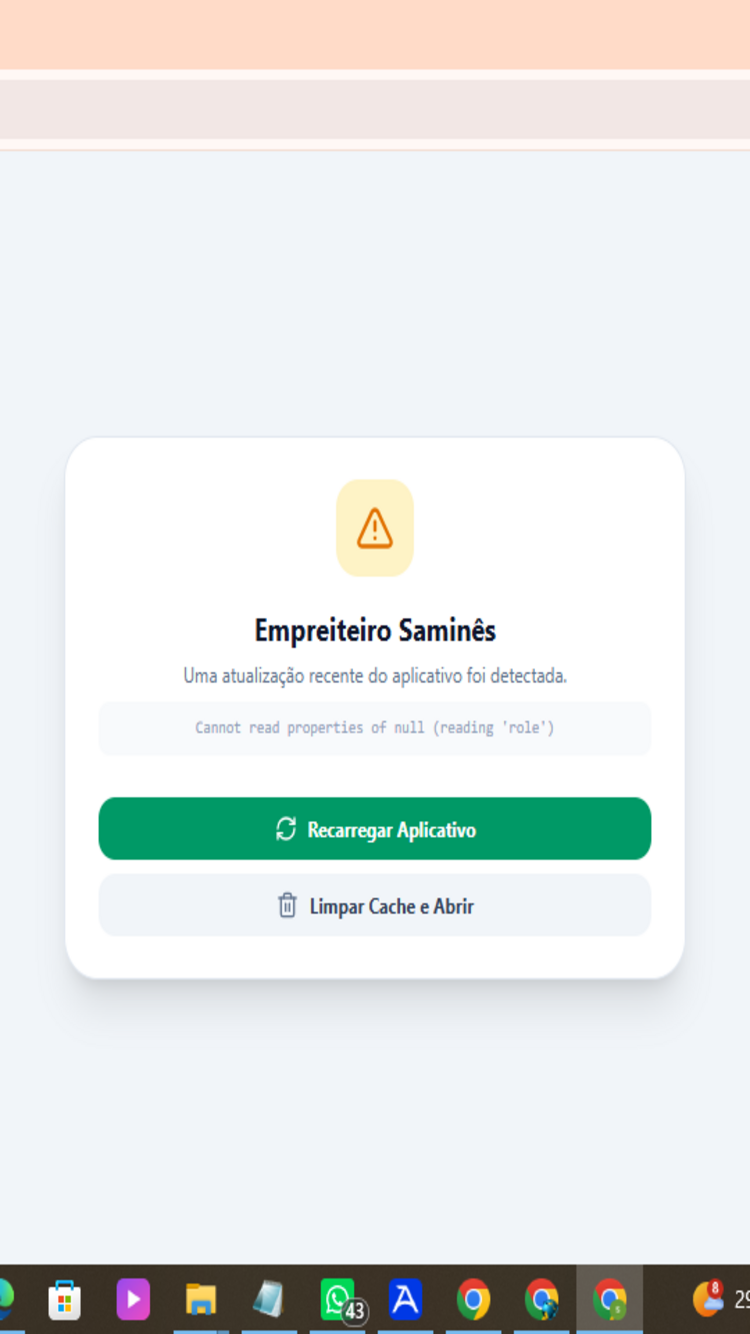 Empreiteiro Saminês
Uma atualização recente do aplicativo foi detectada.
Cannot read properties of null (reading 'role')
Recarregar Aplicativo
Limpar Cache e Abrir
43
8
29